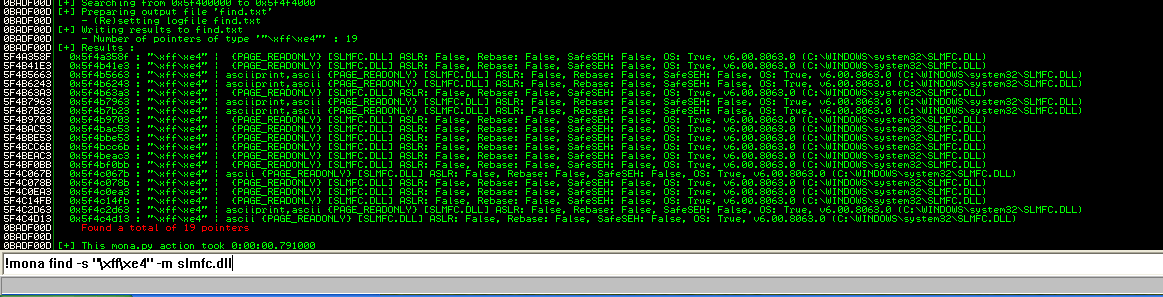 0BADF00D [+] Searching from 0x5f400000 to 0x5f4f4000
0BADF00D [+] Preparing output file 'find.txt'
0BADF00D - (Re)setting logfile find.txt
0BADF00D [+] Writing results to find.txt
0BADF00D - Number of pointers of type '"\xff\xe4"' : 19
0BADF00D [+] Results :
5F4A358F 0x5f4a358f : "\xff\xe4" | {PAGE_READONLY} [SLMFC.DLL] ASLR: False, Rebase: False, SafeSEH: False, OS: True, v6.00.8063.0 (C:\WINDOWS\system32\SLMFC.DLL)
5F4B41E3 0x5f4b41e3 : "\xff\xe4" | {PAGE_READONLY} [SLMFC.DLL] ASLR: False, Rebase: False, SafeSEH: False, OS: True, v6.00.8063.0 (C:\WINDOWS\system32\SLMFC.DLL)
5F4B5663 0x5f4b5663 : "\xff\xe4" | asciiprint,ascii {PAGE_READONLY} [SLMFC.DLL] ASLR: False, Rebase: False, SafeSEH: False, OS: True, v6.00.8063.0 (C:\WINDOWS\system32\SLMFC.DLL)
5F4B6243 0x5f4b6243 : "\xff\xe4" | asciiprint,ascii {PAGE_READONLY} [SLMFC.DLL] ASLR: False, Rebase: False, SafeSEH: False, OS: True, v6.00.8063.0 (C:\WINDOWS\system32\SLMFC.DLL)
5F4B63A3 0x5f4b63a3 : "\xff\xe4" | {PAGE_READONLY} [SLMFC.DLL] ASLR: False, Rebase: False, SafeSEH: False, OS: True, v6.00.8063.0 (C:\WINDOWS\system32\SLMFC.DLL)
5F4B7963 0x5f4b7963 : "\xff\xe4" | asciiprint,ascii {PAGE_READONLY} [SLMFC.DLL] ASLR: False, Rebase: False, SafeSEH: False, OS: True, v6.00.8063.0 (C:\WINDOWS\system32\SLMFC.DLL)
5F4B7B23 0x5f4b7b23 : "\xff\xe4" | asciiprint,ascii {PAGE_READONLY} [SLMFC.DLL] ASLR: False, Rebase: False, SafeSEH: False, OS: True, v6.00.8063.0 (C:\WINDOWS\system32\SLMFC.DLL)
5F4B9703 0x5f4b9703 : "\xff\xe4" | {PAGE_READONLY} [SLMFC.DLL] ASLR: False, Rebase: False, SafeSEH: False, OS: True, v6.00.8063.0 (C:\WINDOWS\system32\SLMFC.DLL)
5F4BAC53 0x5f4bac53 : "\xff\xe4" | {PAGE_READONLY} [SLMFC.DLL] ASLR: False, Rebase: False, SafeSEH: False, OS: True, v6.00.8063.0 (C:\WINDOWS\system32\SLMFC.DLL)
5F4BBE53 0x5f4bbe53 : "\xff\xe4" | {PAGE_READONLY} [SLMFC.DLL] ASLR: False, Rebase: False, SafeSEH: False, OS: True, v6.00.8063.0 (C:\WINDOWS\system32\SLMFC.DLL)
5F4BCC6B 0x5f4bcc6b : "\xff\xe4" | {PAGE_READONLY} [SLMFC.DLL] ASLR: False, Rebase: False, SafeSEH: False, OS: True, v6.00.8063.0 (C:\WINDOWS\system32\SLMFC.DLL)
5F4BEAC3 0x5f4beac3 : "\xff\xe4" | {PAGE_READONLY} [SLMFC.DLL] ASLR: False, Rebase: False, SafeSEH: False, OS: True, v6.00.8063.0 (C:\WINDOWS\system32\SLMFC.DLL)
5F4BF0BB 0x5f4bf0bb : "\xff\xe4" | {PAGE_READONLY} [SLMFC.DLL] ASLR: False, Rebase: False, SafeSEH: False, OS: True, v6.00.8063.0 (C:\WINDOWS\system32\SLMFC.DLL)
5F4C067B 0x5f4c067b : "\xff\xe4" | ascii {PAGE_READONLY} [SLMFC.DLL] ASLR: False, Rebase: False, SafeSEH: False, OS: True, v6.00.8063.0 (C:\WINDOWS\system32\SLMFC.DLL)
5F4C078B 0x5f4c078b : "\xff\xe4" | {PAGE_READONLY} [SLMFC.DLL] ASLR: False, Rebase: False, SafeSEH: False, OS: True, v6.00.8063.0 (C:\WINDOWS\system32\SLMFC.DLL)
5F4C0EA3 0x5f4c0ea3 : "\xff\xe4" | {PAGE_READONLY} [SLMFC.DLL] ASLR: False, Rebase: False, SafeSEH: False, OS: True, v6.00.8063.0 (C:\WINDOWS\system32\SLMFC.DLL)
5F4C14FB 0x5f4c14fb : "\xff\xe4" | {PAGE_READONLY} [SLMFC.DLL] ASLR: False, Rebase: False, SafeSEH: False, OS: True, v6.00.8063.0 (C:\WINDOWS\system32\SLMFC.DLL)
5F4C2D63 0x5f4c2d63 : "\xff\xe4" | asciiprint,ascii {PAGE_READONLY} [SLMFC.DLL] ASLR: False, Rebase: False, SafeSEH: False, OS: True, v6.00.8063.0 (C:\WINDOWS\system32\SLMFC.DLL)
5F4C4D13 0x5f4c4d13 : "\xff\xe4" | ascii {PAGE_READONLY} [SLMFC.DLL] ASLR: False, Rebase: False, SafeSEH: False, OS: True, v6.00.8063.0 (C:\WINDOWS\system32\SLMFC.DLL)
0BADF00D Found a total of 19 pointers
0BADF00D
0BADF00D [+] This mona.py action took 0:00:00.791000
!mona find -s "\xff\xe4" -m slmfc.dll